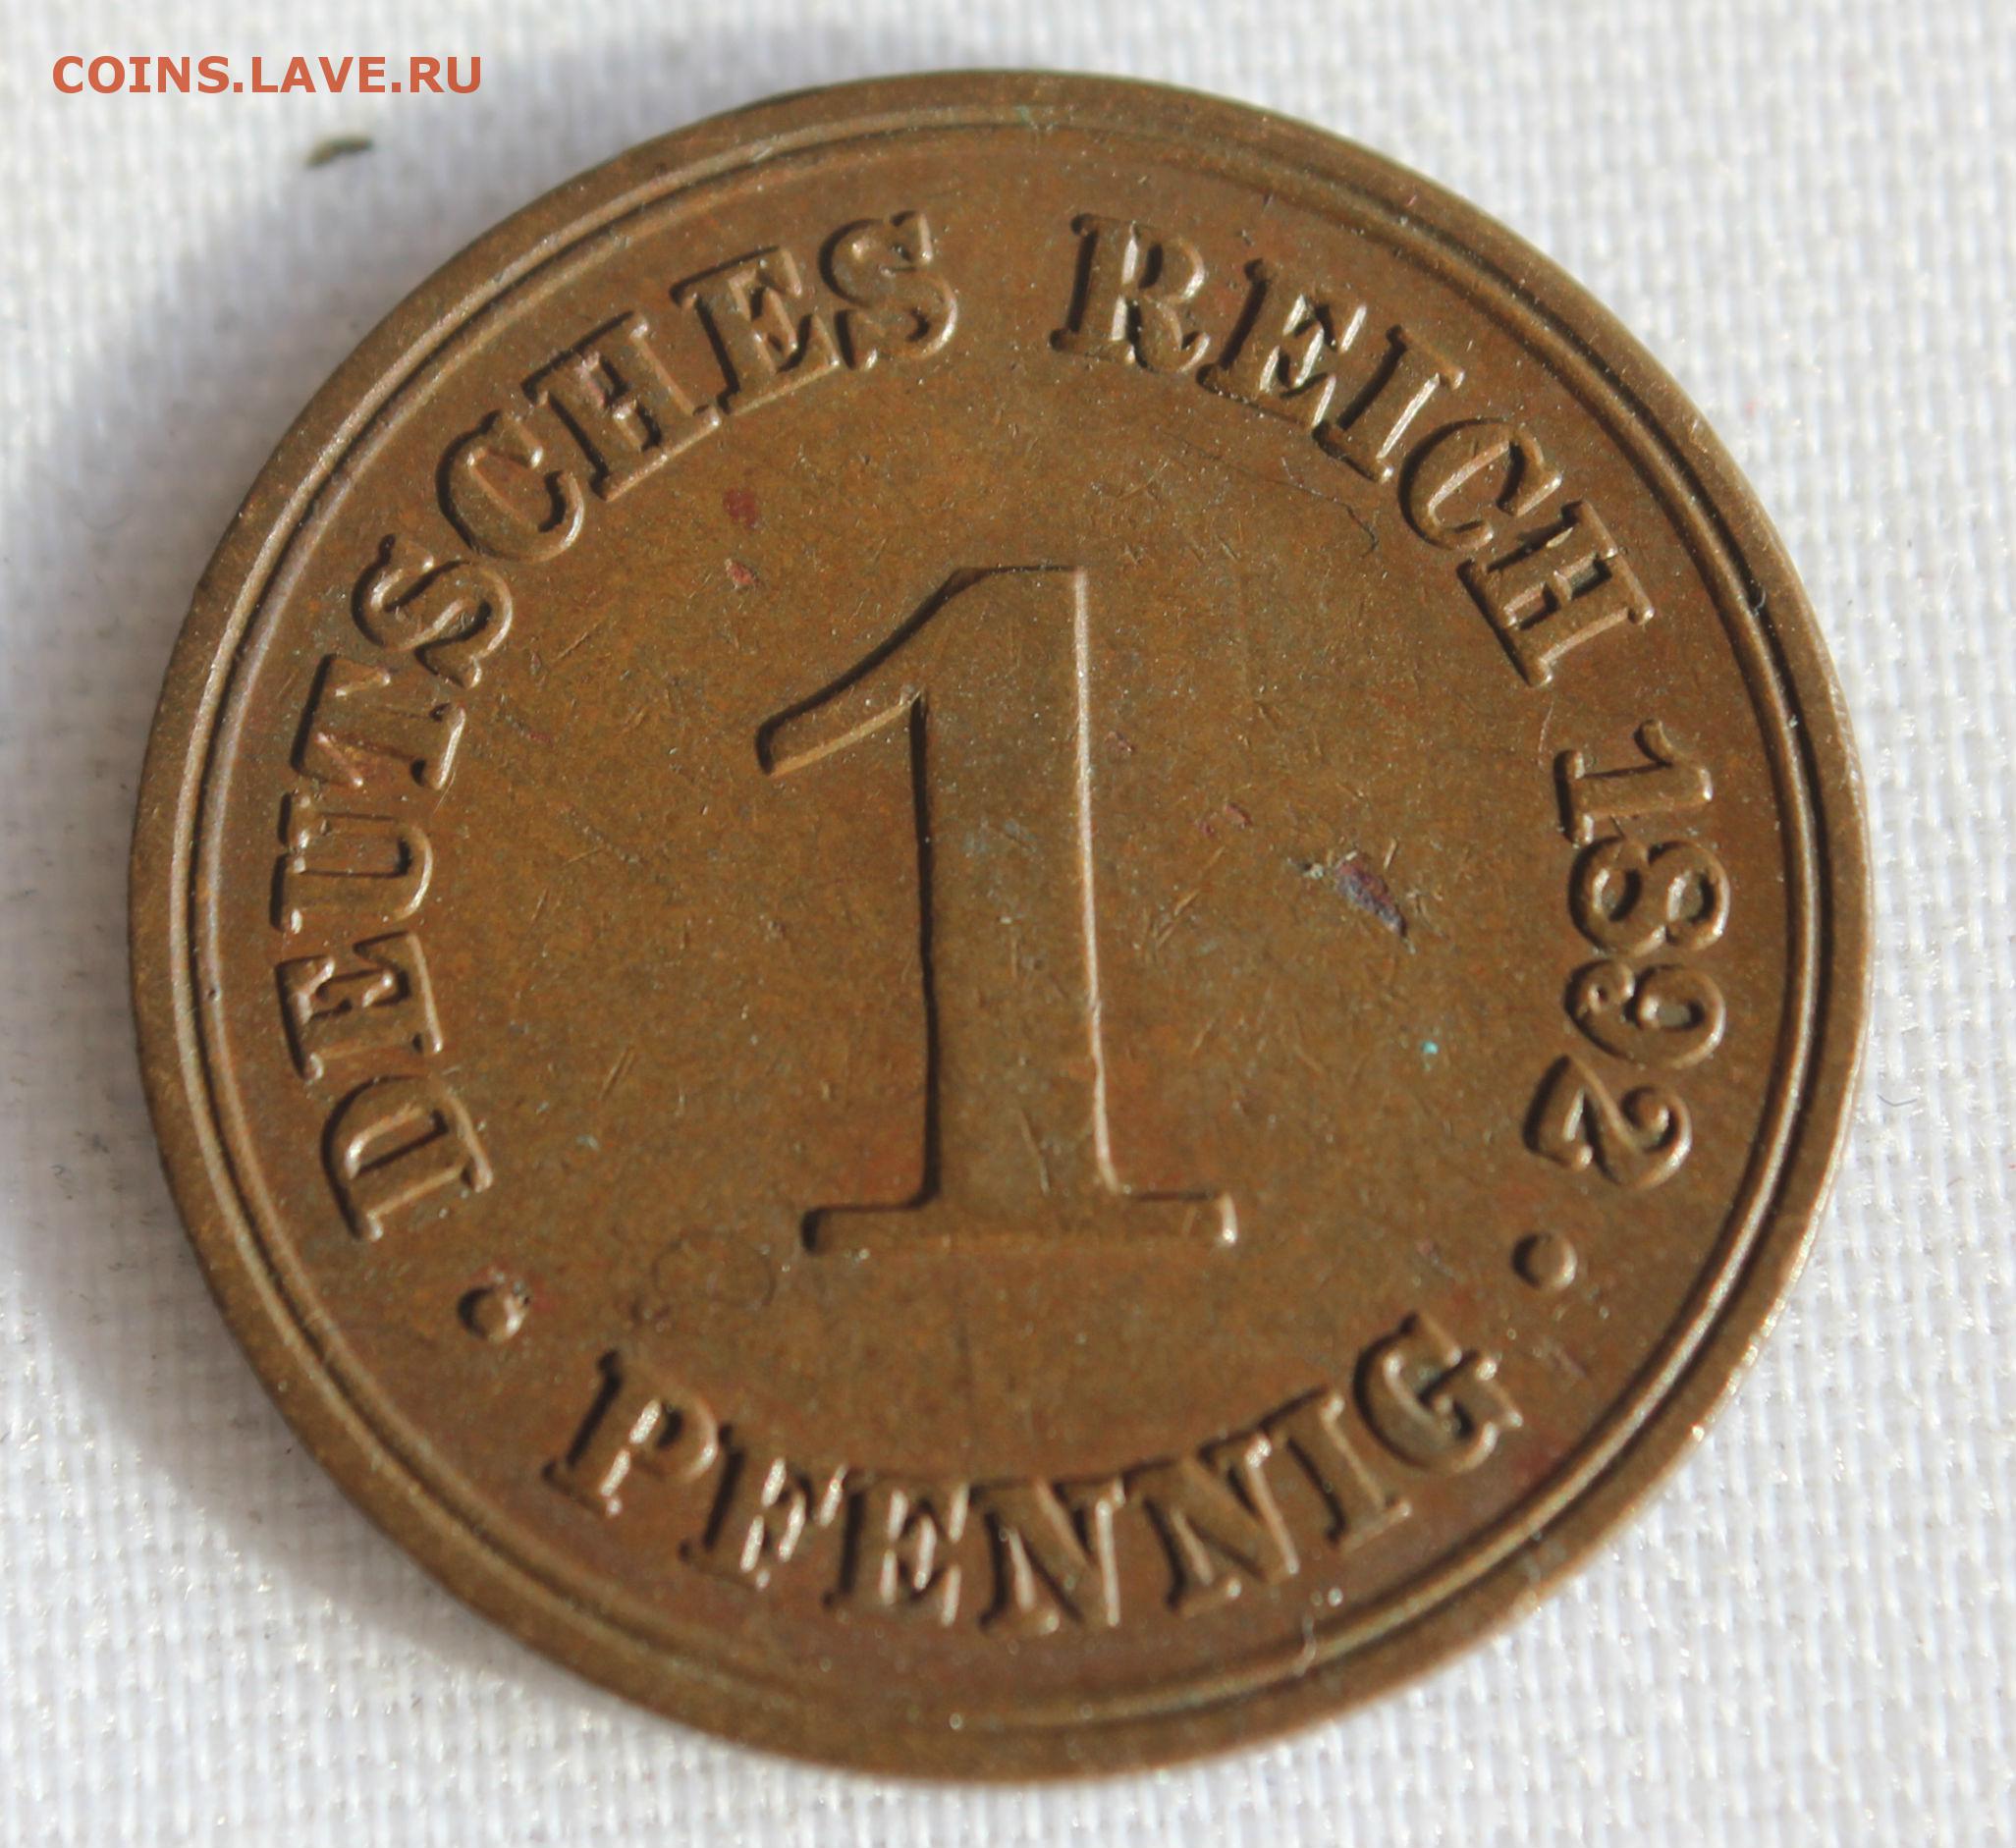 COINS.LAVE.RU
DEUTSCHES REICH 1892
1
• PFENNIG •